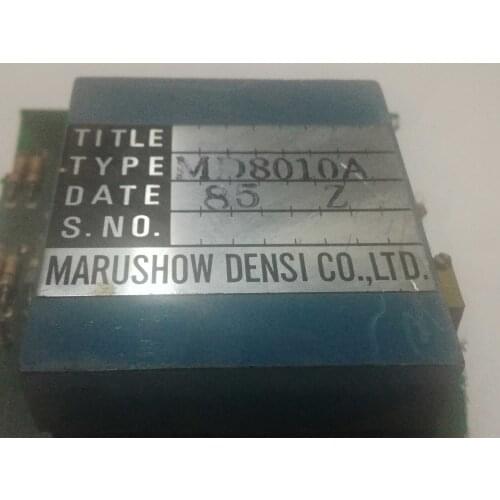 TITLE
TYPE MD8010A
DATE 85 Z
S.NO.
MARUSHOW DENSI CO.,LTD.